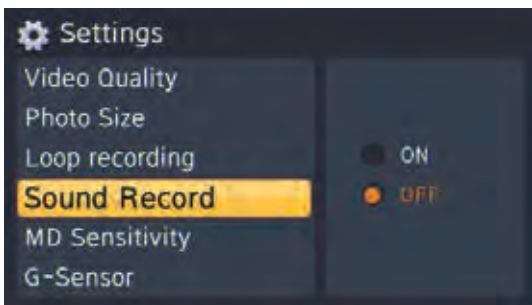 Settings
Video Quality
Photo Size
Loop recording
ON
Sound Record
OFF
MD Sensitivity
G-Sensor